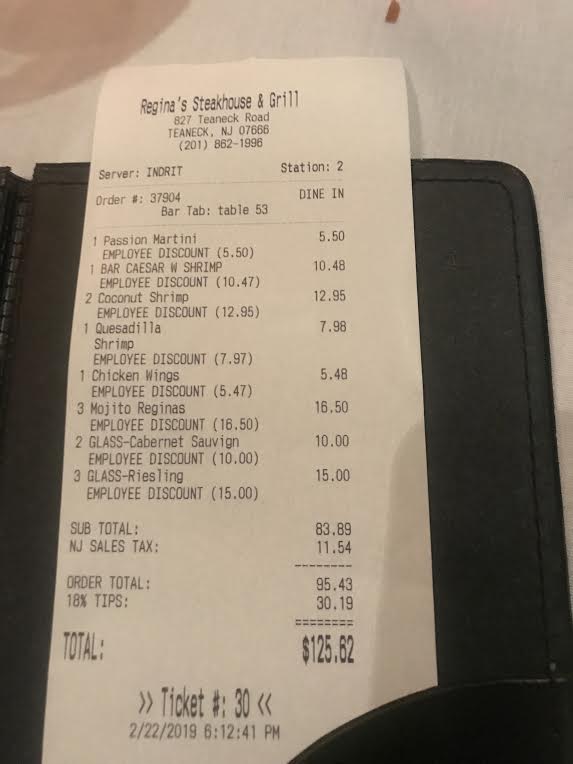 Regina's Steakhouse & Grill
827 Teaneck Road
TEANECK, NJ 07666
(201) 862-1996
Server: INDRIT Station: 2
Order #: 37904 DINE IN
Bar Tab: table 53
1 Passion Martini 5.50
EMPLOYEE DISCOUNT (5.50)
1 BAR CAESAR W SHRIMP 10.48
EMPLOYEE DISCOUNT (10.47)
2 Coconut Shrimp 12.95
EMPLOYEE DISCOUNT (12.95)
1 Quesadilla 7.98
Shrimp
EMPLOYEE DISCOUNT (7.97)
1 Chicken Wings 5.48
EMPLOYEE DISCOUNT (5.47)
3 Mojito Reginas 16.50
EMPLOYEE DISCOUNT (16.50)
2 GLASS-Cabernet Sauvign 10.00
EMPLOYEE DISCOUNT (10.00)
3 GLASS-Riesling 15.00
EMPLOYEE DISCOUNT (15.00)
SUB TOTAL: 83.89
NJ SALES TAX: 11.54
--------
ORDER TOTAL: 95.43
18% TIPS: 30.19
========
TOTAL: $125.62
>> Ticket #: 30 <<
2/22/2019 6:12:41 PM